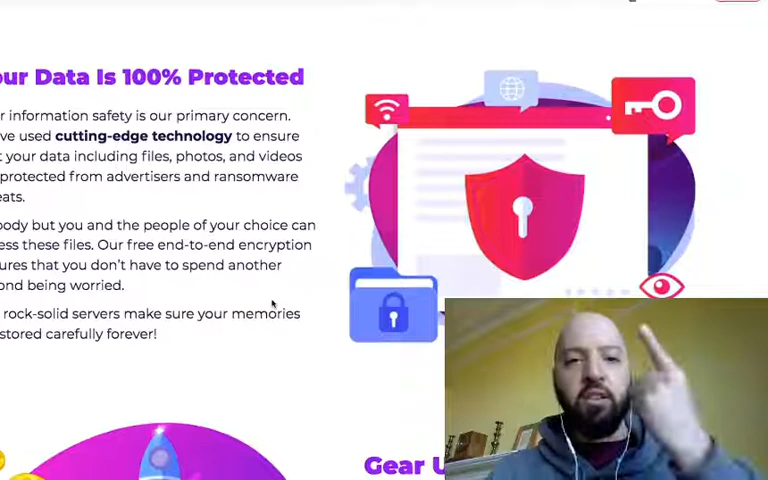 our Data Is 100% Protected
r information safety is our primary concern.
ve used cutting-edge technology to ensure
t your data including files, photos, and videos
protected from advertisers and ransomware
eats.
body but you and the people of your choice can
ess these files. Our free end-to-end encryption
ures that you don’t have to spend another
ond being worried.
rock-solid servers make sure your memories
stored carefully forever!
Gear U